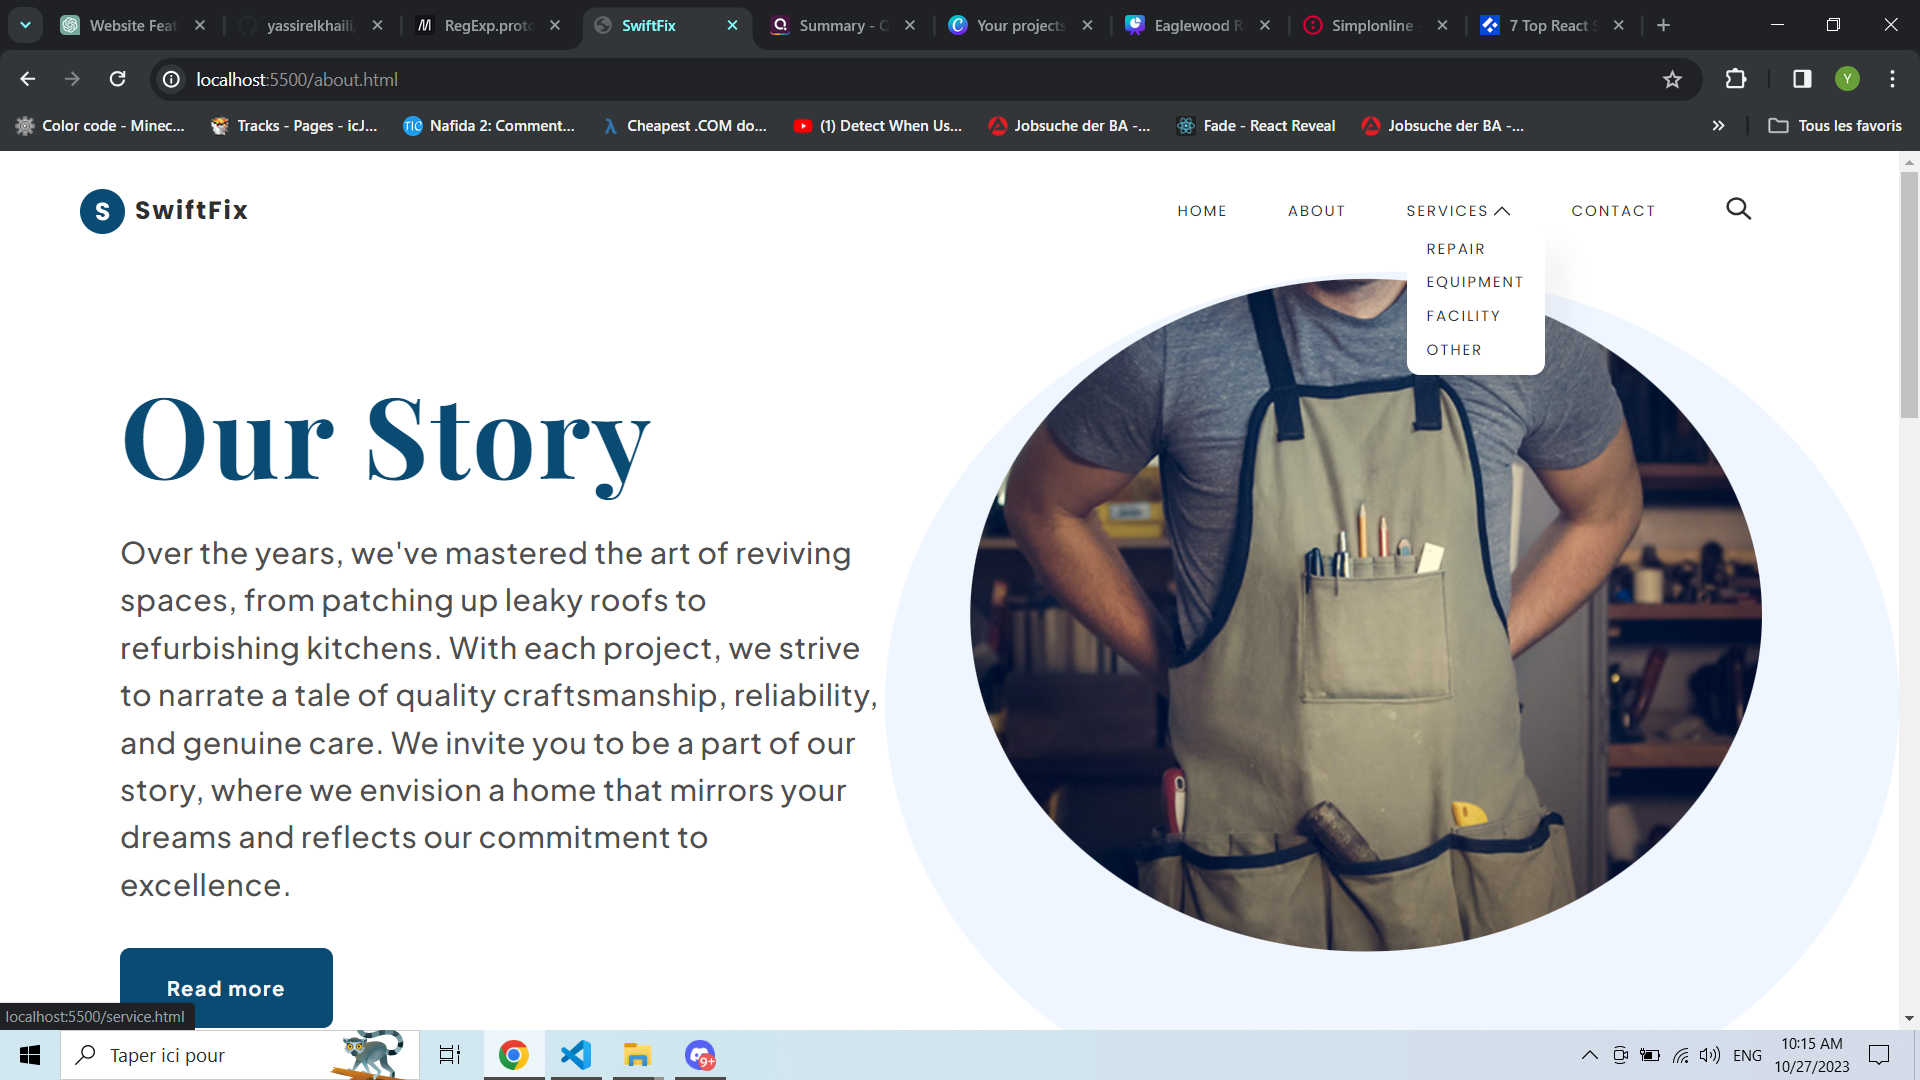 Website Feat
yassirelkhaili
RegExp.proto
SwiftFix
Summary - Q
Your projects
Eaglewood R
Simplonline -
7 Top React S
localhost:5500/about.html
Y
Color code - Minec...
Tracks - Pages - icJ...
TIC
Nafida 2: Comment...
Cheapest .COM do...
(1) Detect When Us...
Jobsuche der BA -...
Fade - React Reveal
Jobsuche der BA -...
Tous les favoris
S SwiftFix
HOME
ABOUT
SERVICES
CONTACT
REPAIR
EQUIPMENT
FACILITY
OTHER
Our Story
Over the years, we've mastered the art of reviving
spaces, from patching up leaky roofs to
refurbishing kitchens. With each project, we strive
to narrate a tale of quality craftsmanship, reliability,
and genuine care. We invite you to be a part of our
story, where we envision a home that mirrors your
dreams and reflects our commitment to
excellence.
Read more
localhost:5500/service.html
Taper ici pour
9+
ENG
10:15 AM
10/27/2023